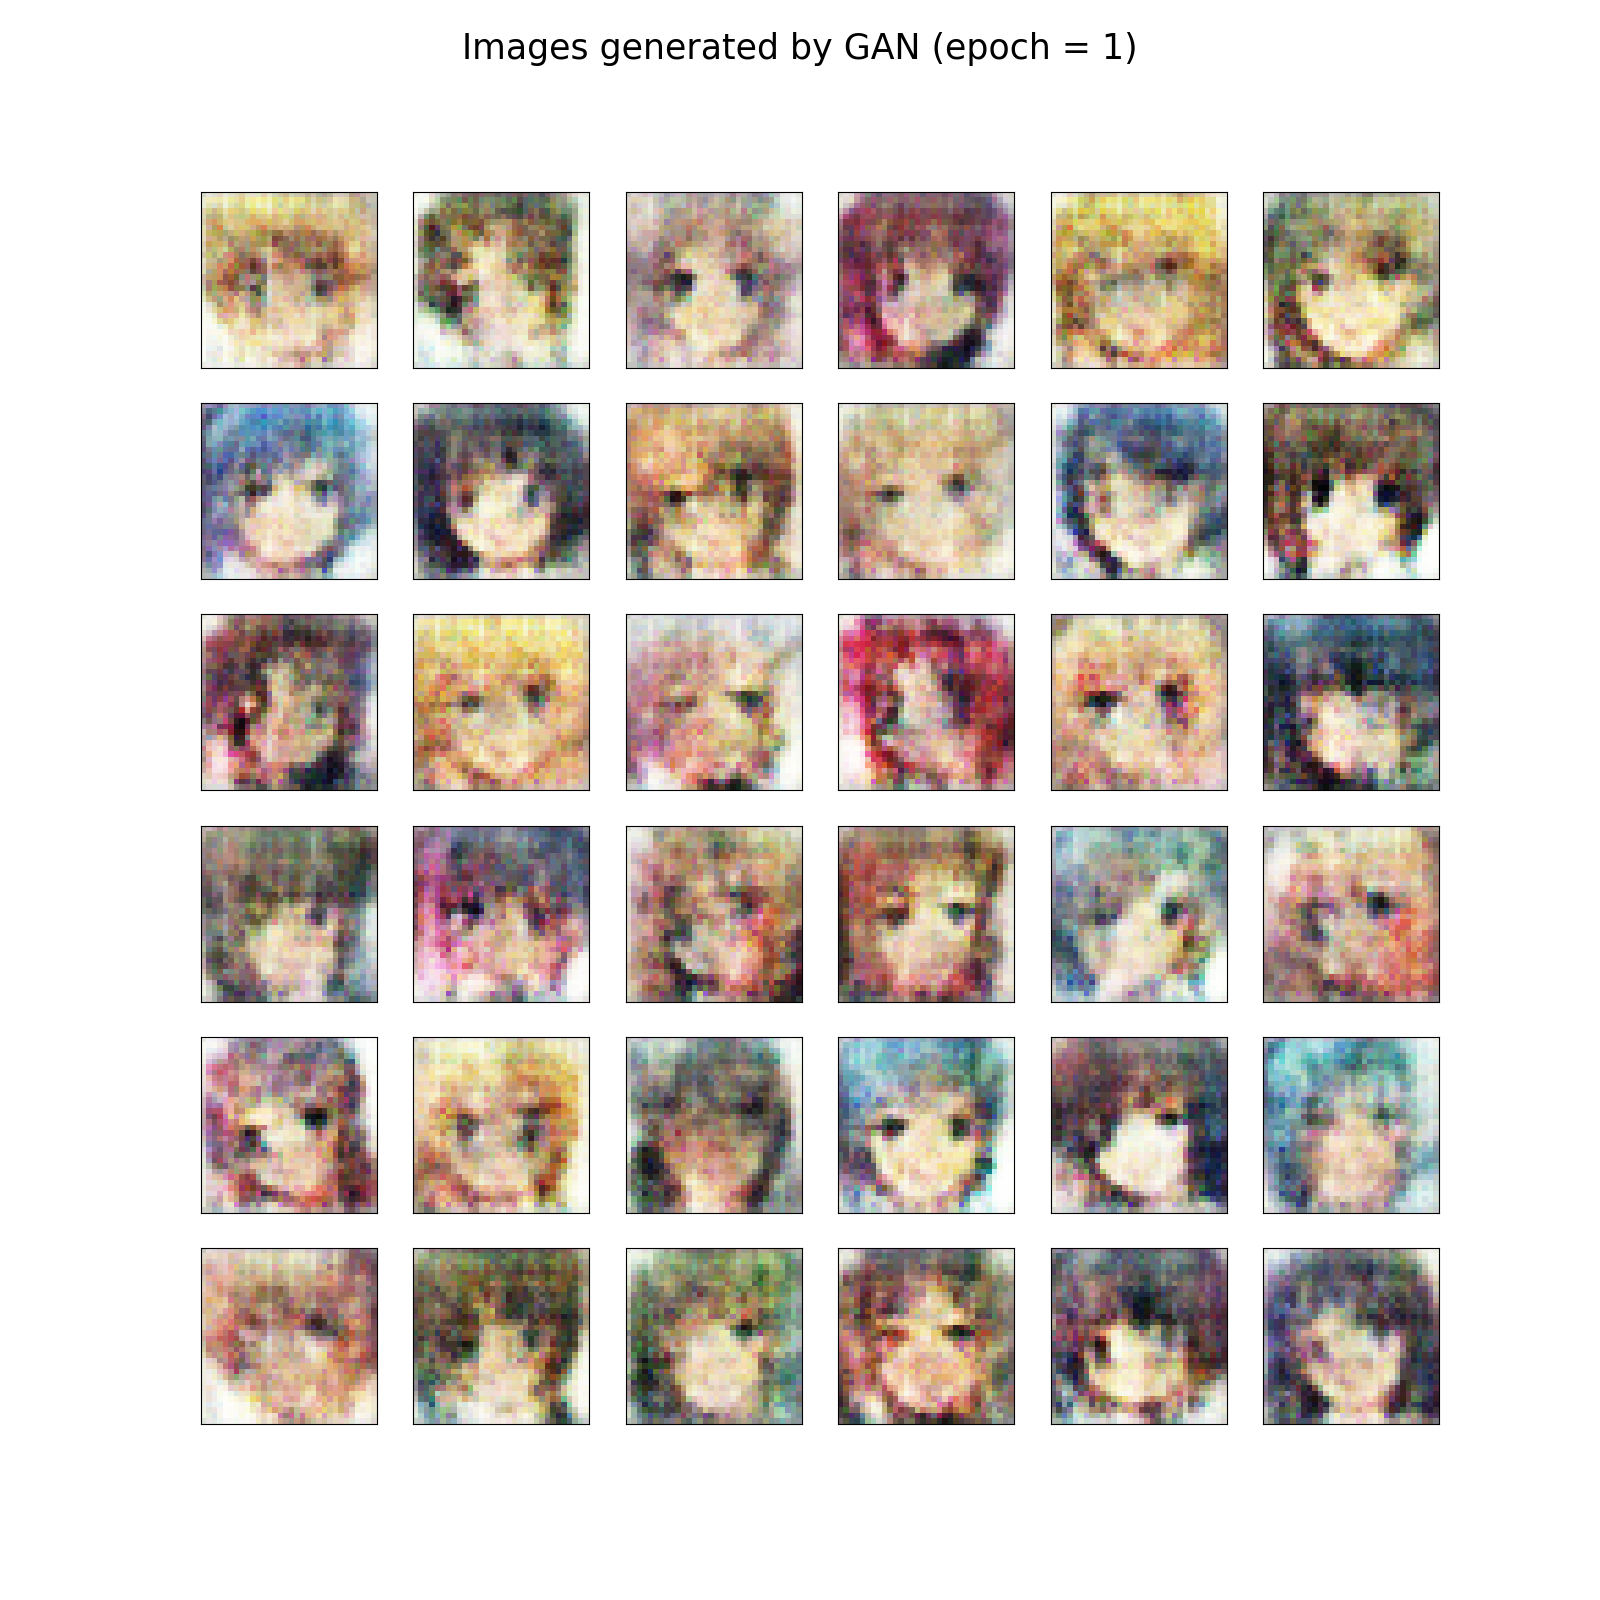 Images generated by GAN (epoch = 1)